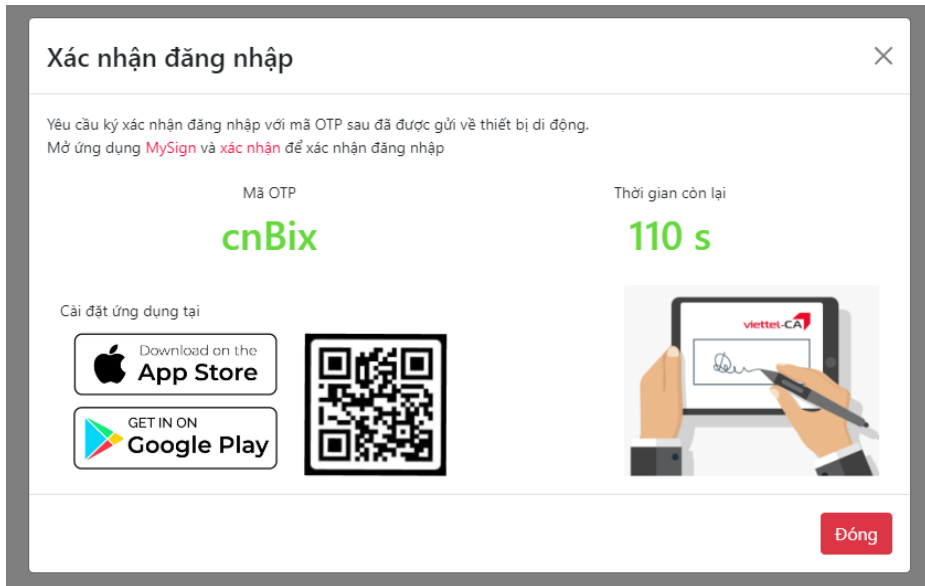 Xác nhận đăng nhập
Yêu cầu ký xác nhận đăng nhập với mã OTP sau đã được gửi về thiết bị di động.
Mở ứng dụng MySign và xác nhận để xác nhận đăng nhập
Mã OTP
Thời gian còn lại
cnBix
110 s
Cài đặt ứng dụng tại
Download on the
App Store
GET IN ON
Google Play
viettel-CA
Đóng